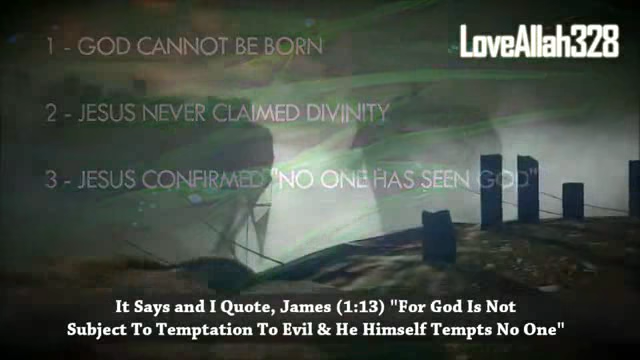 LoveAllah328
1 - GOD CANNOT BE BORN
2 - JESUS NEVER CLAIMED DIVINITY
3 - JESUS CONFIRMED "NO ONE HAS SEEN GOD"
It Says and I Quote, James (1:13) "For God Is Not
Subject To Temptation To Evil & He Himself Tempts No One"